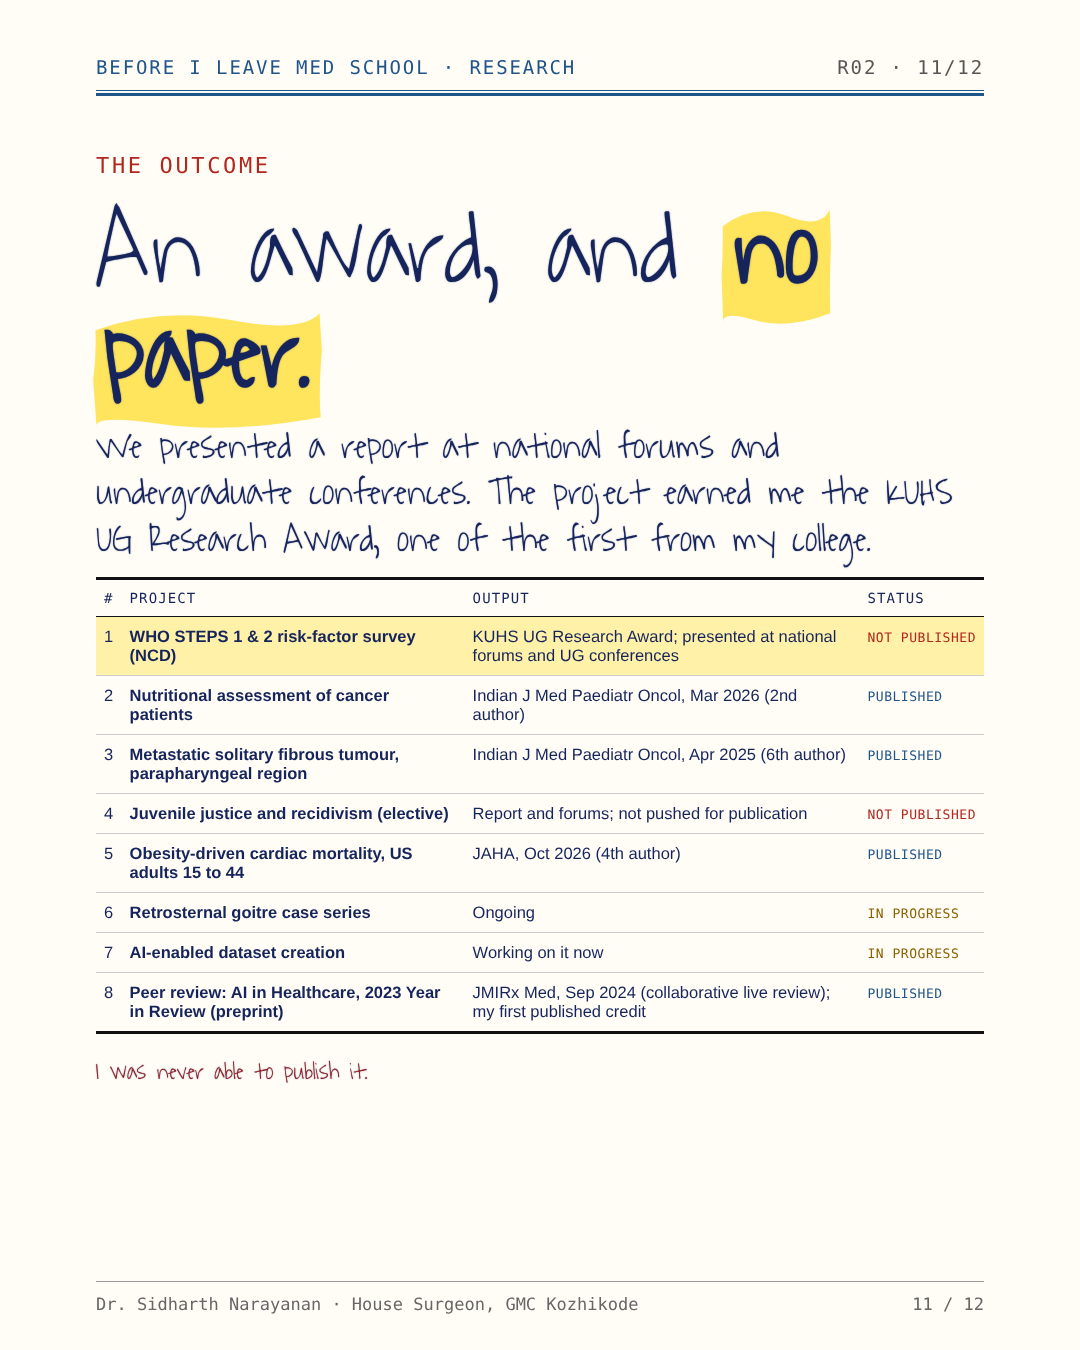 BEFORE I LEAVE MED SCHOOL · RESEARCH
R02 · 11/12
THE OUTCOME
An award, and no
paper.
We presented a report at national forums and
undergraduate conferences. The project earned me the KUHS
UG Research Award, one of the first from my college.
# PROJECT OUTPUT STATUS
1 WHO STEPS 1 & 2 risk-factor survey KUHS UG Research Award; presented at national NOT PUBLISHED
(NCD) forums and UG conferences
2 Nutritional assessment of cancer Indian J Med Paediatr Oncol, Mar 2026 (2nd PUBLISHED
patients author)
3 Metastatic solitary fibrous tumour, Indian J Med Paediatr Oncol, Apr 2025 (6th author) PUBLISHED
parapharyngeal region
4 Juvenile justice and recidivism (elective) Report and forums; not pushed for publication NOT PUBLISHED
5 Obesity-driven cardiac mortality, US JAHA, Oct 2026 (4th author) PUBLISHED
adults 15 to 44
6 Retrosternal goitre case series Ongoing IN PROGRESS
7 AI-enabled dataset creation Working on it now IN PROGRESS
8 Peer review: AI in Healthcare, 2023 Year JMIRx Med, Sep 2024 (collaborative live review); PUBLISHED
in Review (preprint) my first published credit
I was never able to publish it.
Dr. Sidharth Narayanan · House Surgeon, GMC Kozhikode
11 / 12